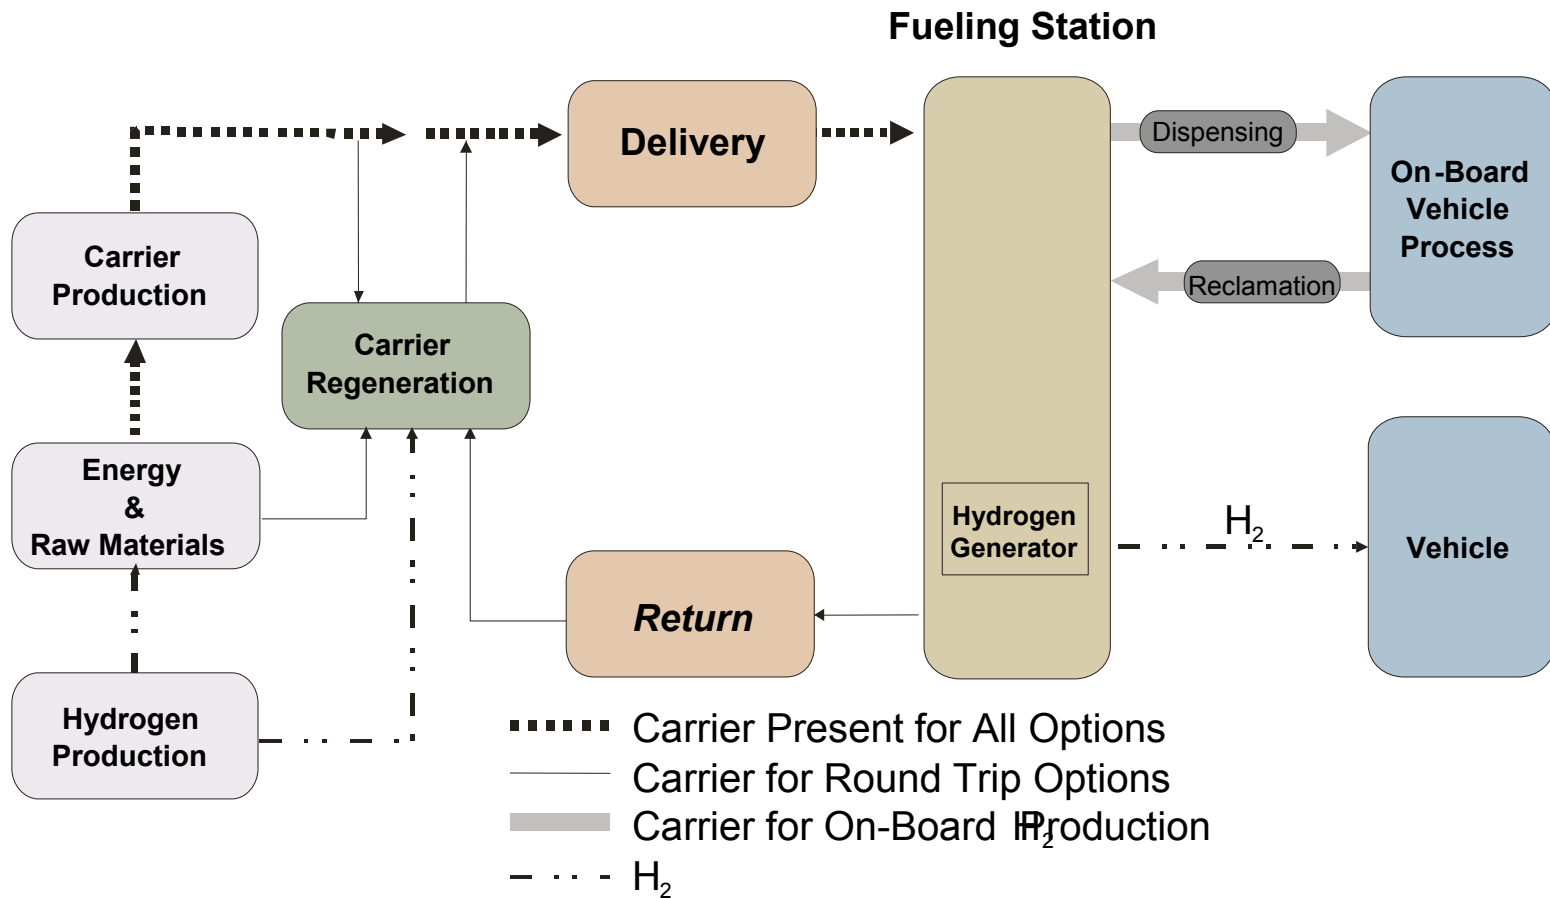 Fueling Station
Delivery
Dispensing
On-Board
Vehicle
Process
Carrier
Production
Reclamation
Carrier
Regeneration
Energy
&
Raw Materials
Hydrogen
Generator
H2
Vehicle
Return
Hydrogen
Production
Carrier Present for All Options
Carrier for Round Trip Options
Carrier for On-Board H2 Production
H2